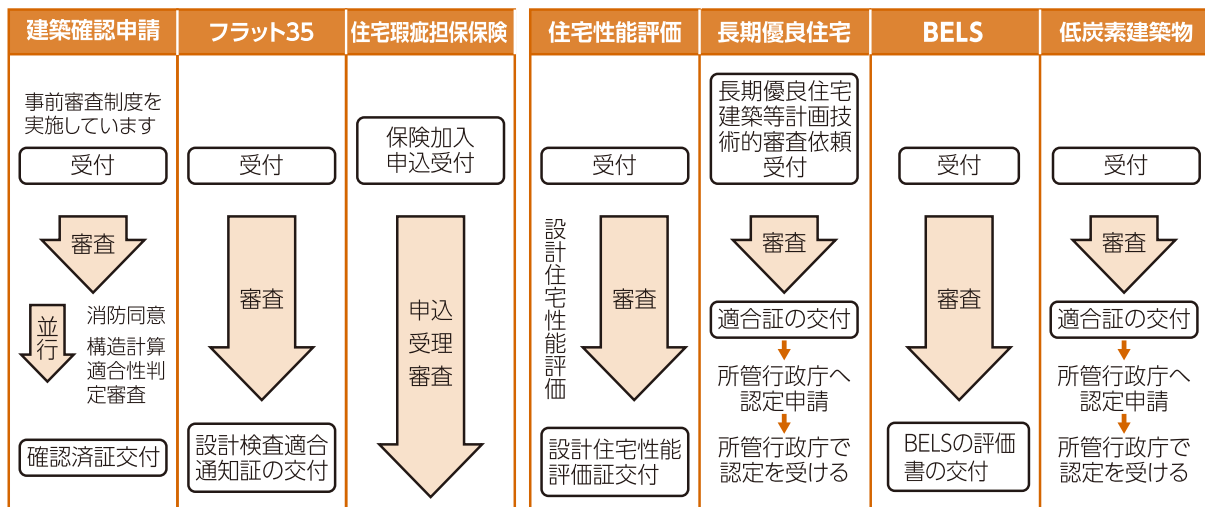 建築確認申請
事前審査制度を
実施しています
受付
審査
並行
消防同意
構造計算
適合性判
定審査
確認済証交付
フラット35
受付
審査
設計検査適合
通知証の交付
住宅瑕疵担保保険
保険加入
申込受付
申込
受理
審査
住宅性能評価
受付
設計住宅性能評価
審査
設計住宅性能
評価証交付
長期優良住宅
長期優良住宅
建築等計画技
術的審査依頼
受付
審査
適合証の交付
所管行政庁へ
認定申請
所管行政庁で
認定を受ける
BELS
受付
審査
BELSの評価
書の交付
低炭素建築物
受付
審査
適合証の交付
所管行政庁へ
認定申請
所管行政庁で
認定を受ける